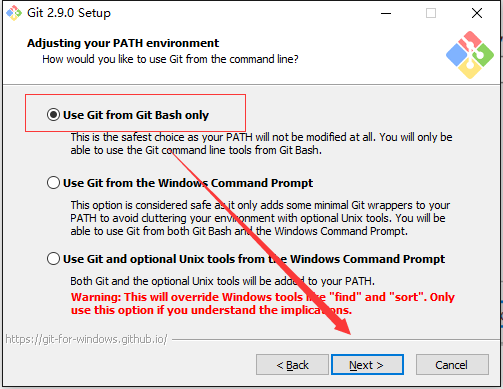 Git 2.9.0 Setup
Adjusting your PATH environment
How would you like to use Git from the command line?
Use Git from Git Bash only
This is the safest choice as your PATH will not be modified at all. You will only
be able to use the Git command line tools from Git Bash.
Use Git from the Windows Command Prompt
This option is considered safe as it only adds some minimal Git wrappers to your
PATH to avoid cluttering your environment with optional Unix tools. You will be
able to use Git from both Git Bash and the Windows Command Prompt.
Use Git and optional Unix tools from the Windows Command Prompt
Both Git and the optional Unix tools will be added to your PATH.
Warning: This will override Windows tools like "find" and "sort". Only
use this option if you understand the implications.
https://git-for-windows.github.io/
< Back
Next >
Cancel